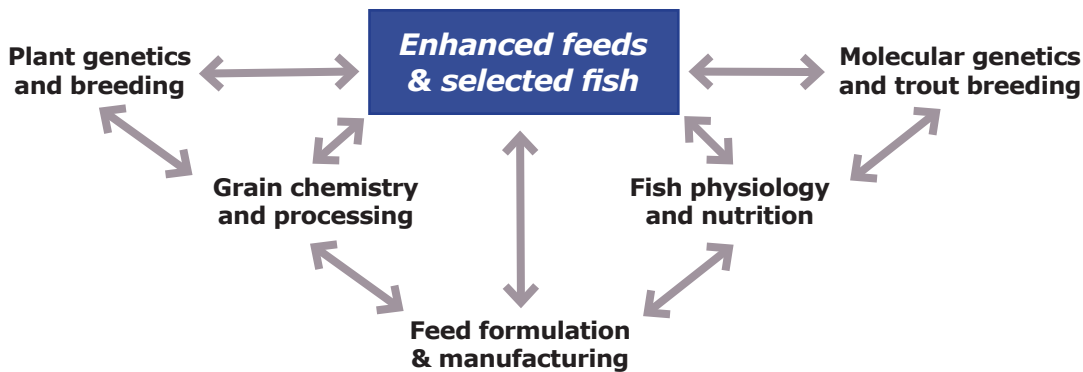 Plant genetics
and breeding
Enhanced feeds
& selected fish
Molecular genetics
and trout breeding
Grain chemistry
and processing
Fish physiology
and nutrition
Feed formulation
& manufacturing